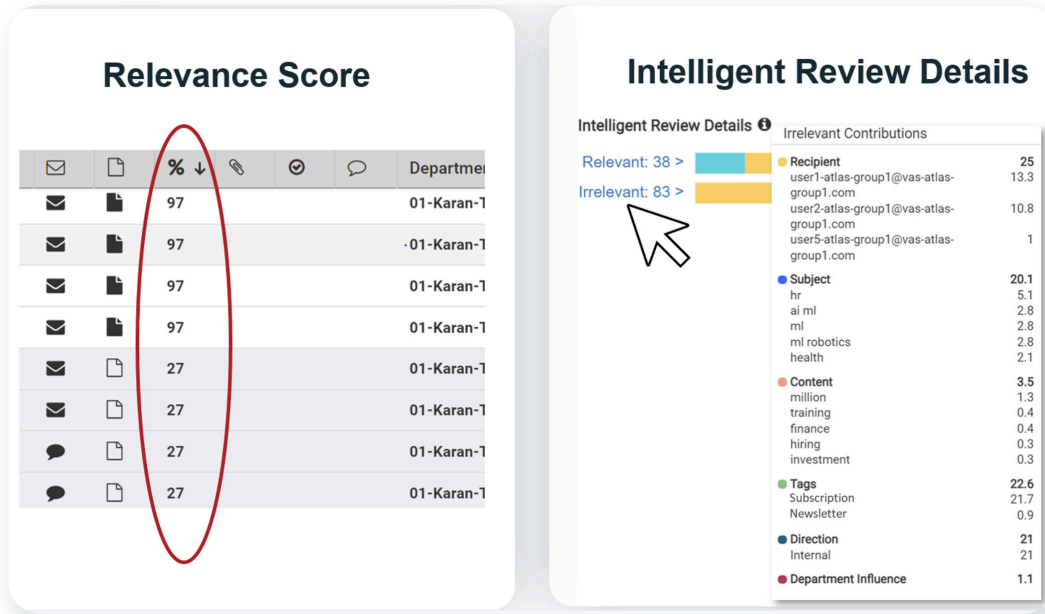 Relevance Score
% ↓ Departme
97 01-Karan-T
97 ·01-Karan-T
97 01-Karan-T
97 01-Karan-T
27 01-Karan-T
27 01-Karan-T
27 01-Karan-T
27 01-Karan-T
Intelligent Review Details
Intelligent Review Details
Relevant: 38 >
Irrelevant: 83 >
Irrelevant Contributions
Recipient 25
user1-atlas-group1@vas-atlas- 13.3
group1.com
user2-atlas-group1@vas-atlas- 10.8
group1.com
user5-atlas-group1@vas-atlas- 1
group1.com
Subject 20.1
hr 5.1
ai ml 2.8
ml 2.8
ml robotics 2.8
health 2.1
Content 3.5
million 1.3
training 0.4
finance 0.4
hiring 0.3
investment 0.3
Tags 22.6
Subscription 21.7
Newsletter 0.9
Direction 21
Internal 21
Department Influence 1.1